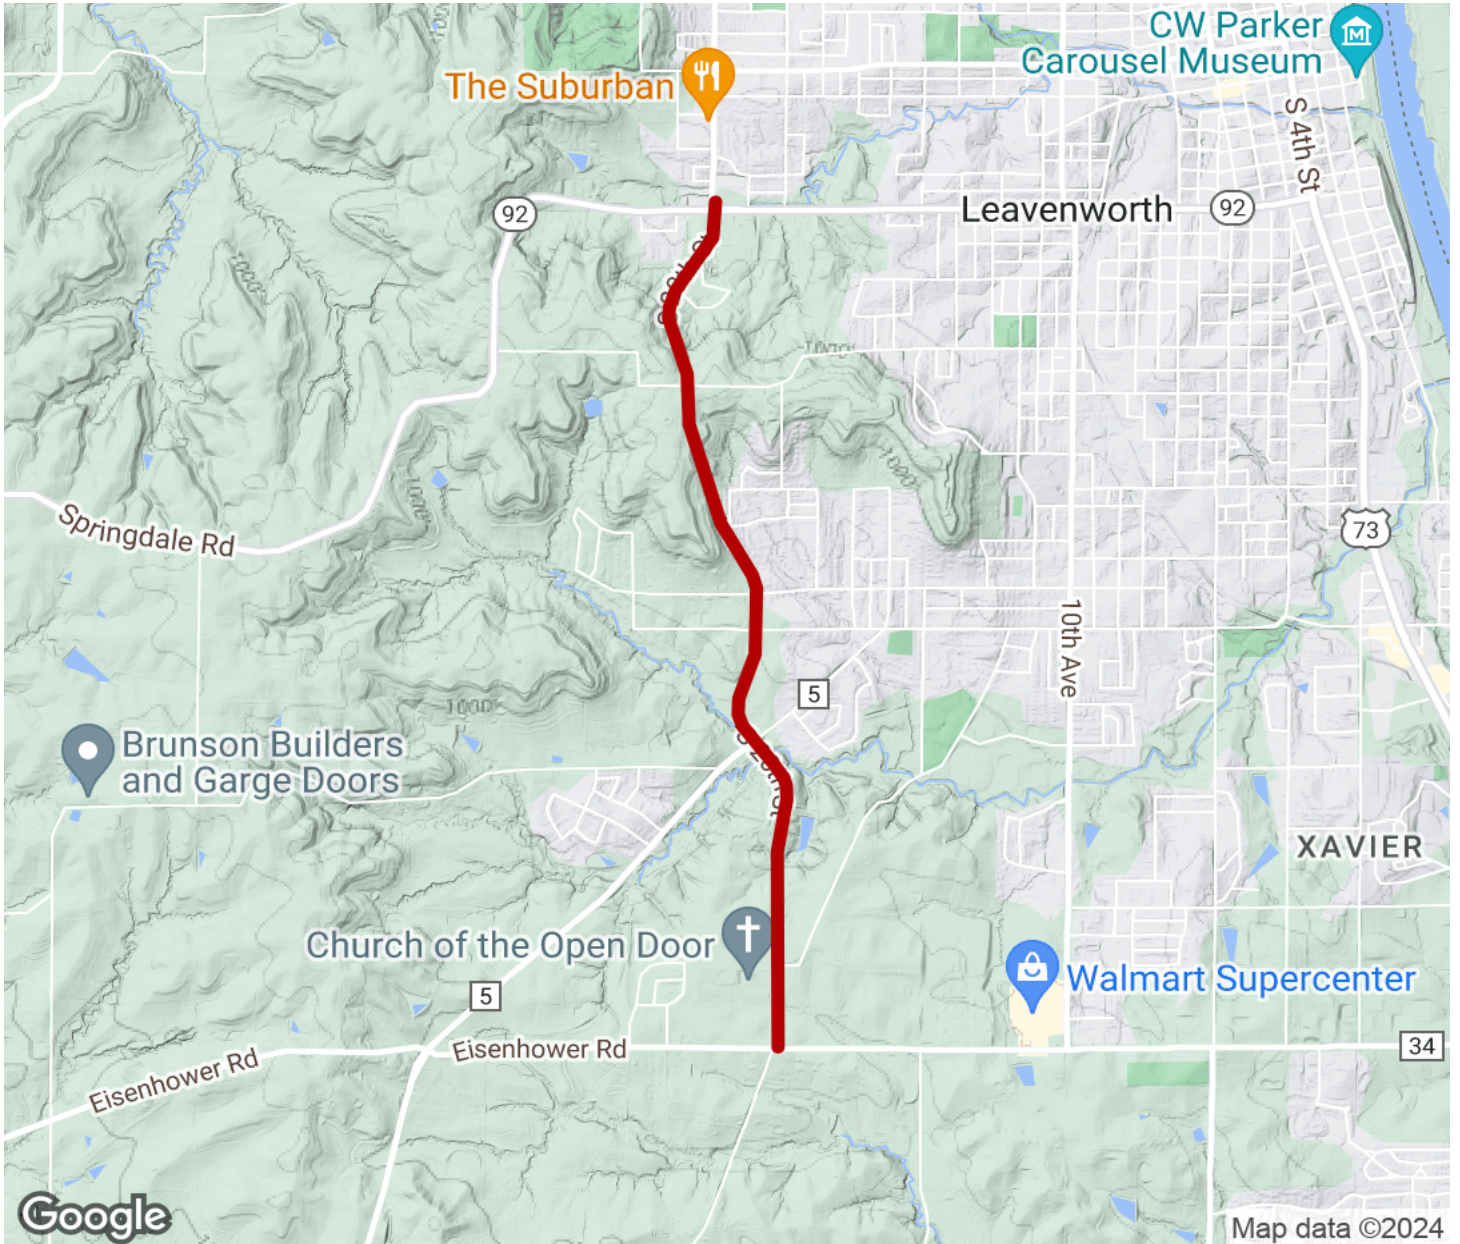 CW Parker
Carousel Museum
The Suburban
S 4th St
92
Leavenworth
92
1000
Springdale Rd
73
10th Ave
5
1000
Brunson Builders
and Garge Doors
XAVIER
Church of the Open Door
Walmart Supercenter
5
Eisenhower Rd
34
Eisenhower Rd
Google
Map data ©2024